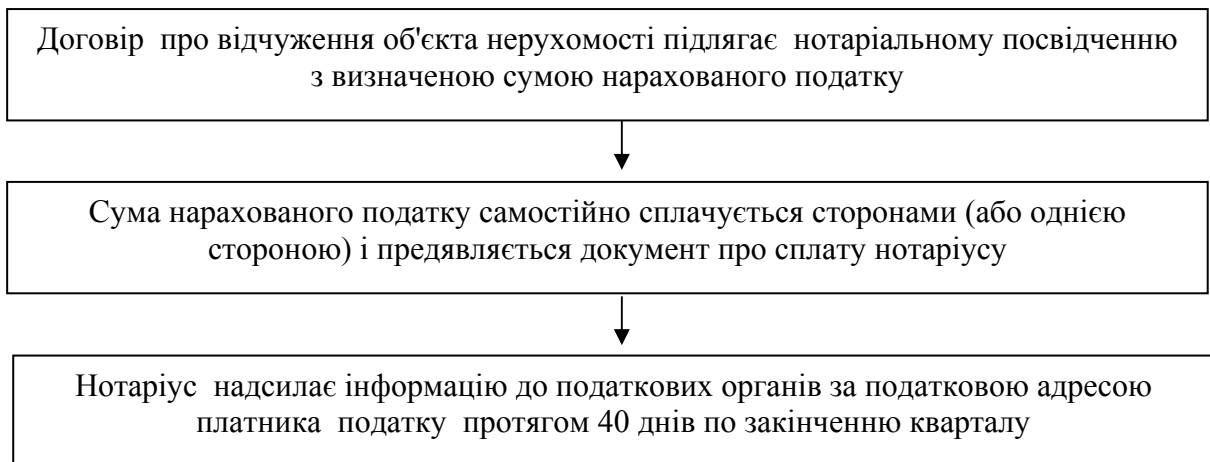 Договір про відчуження об'єкта нерухомості підлягає нотаріальному посвідченню
з визначеною сумою нарахованого податку
Сума нарахованого податку самостійно сплачується сторонами (або однією
стороною) і предявляється документ про сплату нотаріусу
Нотаріус надсилає інформацію до податкових органів за податковою адресою
платника податку протягом 40 днів по закінченню кварталу